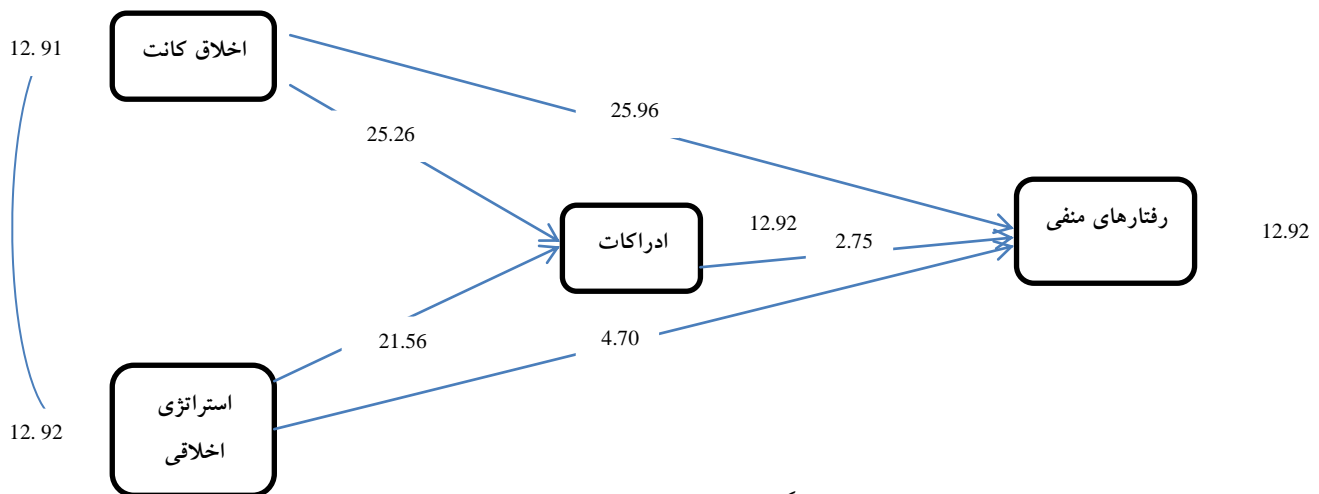 12. 91
اخلاق کانت
25.96
25.26
رفتارهای منفی
12.92
ادراکات
12.92
2.75
21.56
4.70
استراتژی
اخلاقی
12. 92